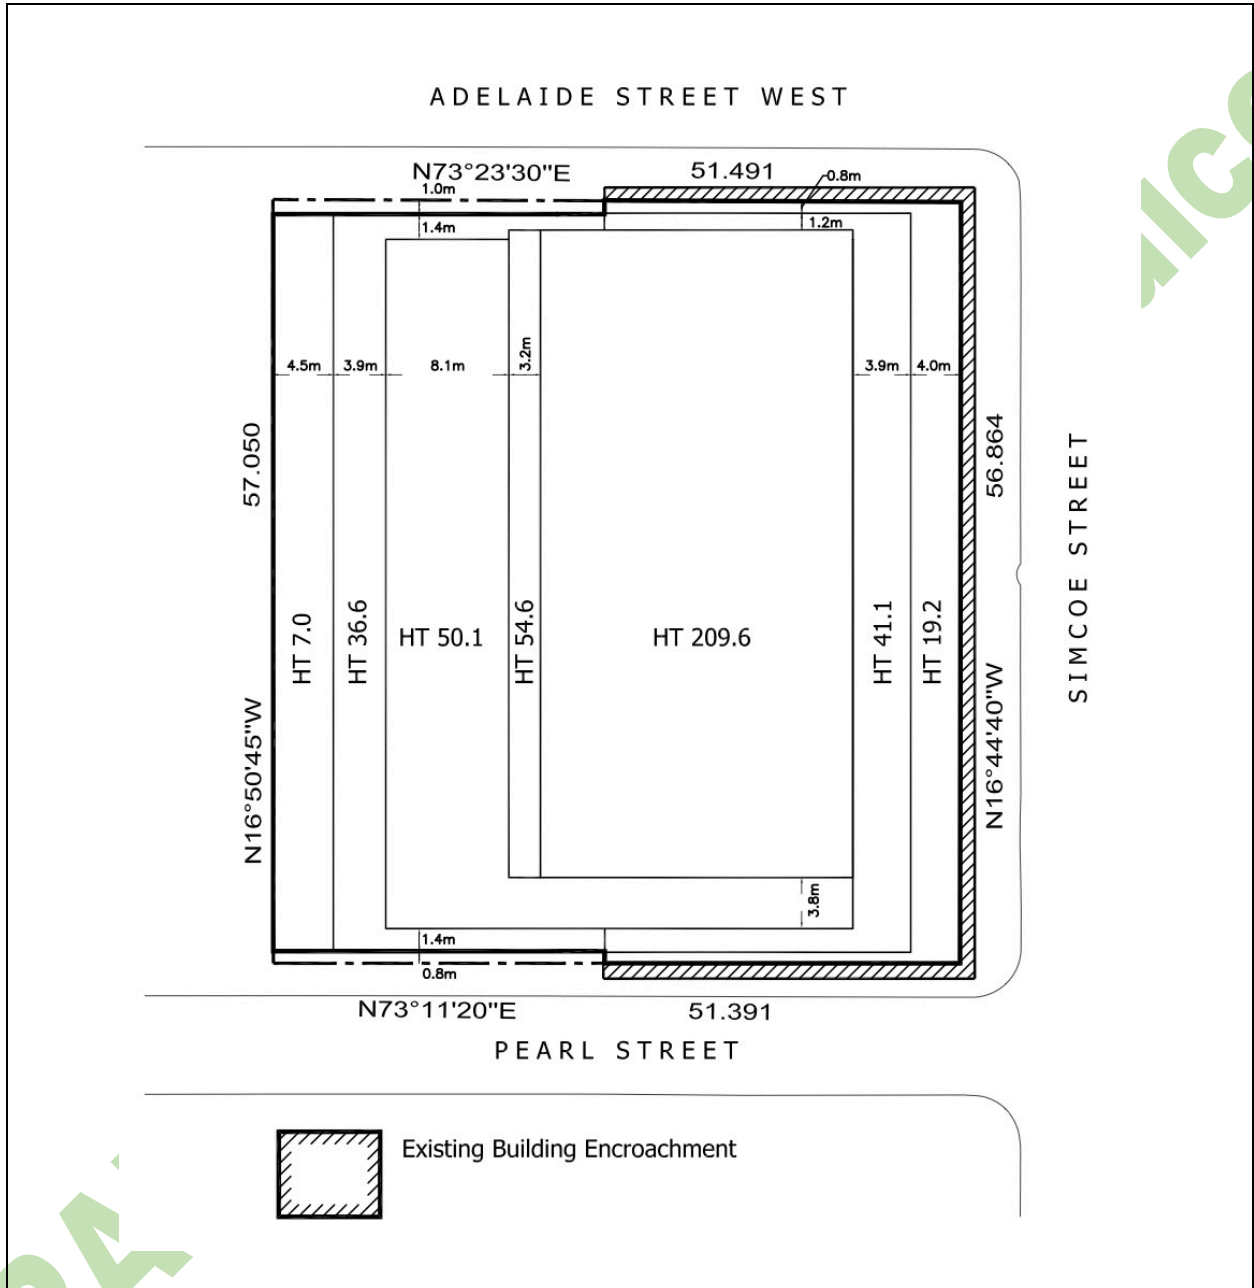 ADELAIDE STREET WEST
N73°23'30"E
51.491
1.0m
0.8m
1.4m
1.2m
4.5m
3.9m
8.1m
3.2m
3.9m
4.0m
57.050
56.864
SIMCOE STREET
HT 7.0
HT 36.6
HT 50.1
HT 54.6
HT 209.6
HT 41.1
HT 19.2
N16°50'45"W
N16°44'40"W
3.8m
1.4m
0.8m
N73°11'20"E
51.391
PEARL STREET
Existing Building Encroachment